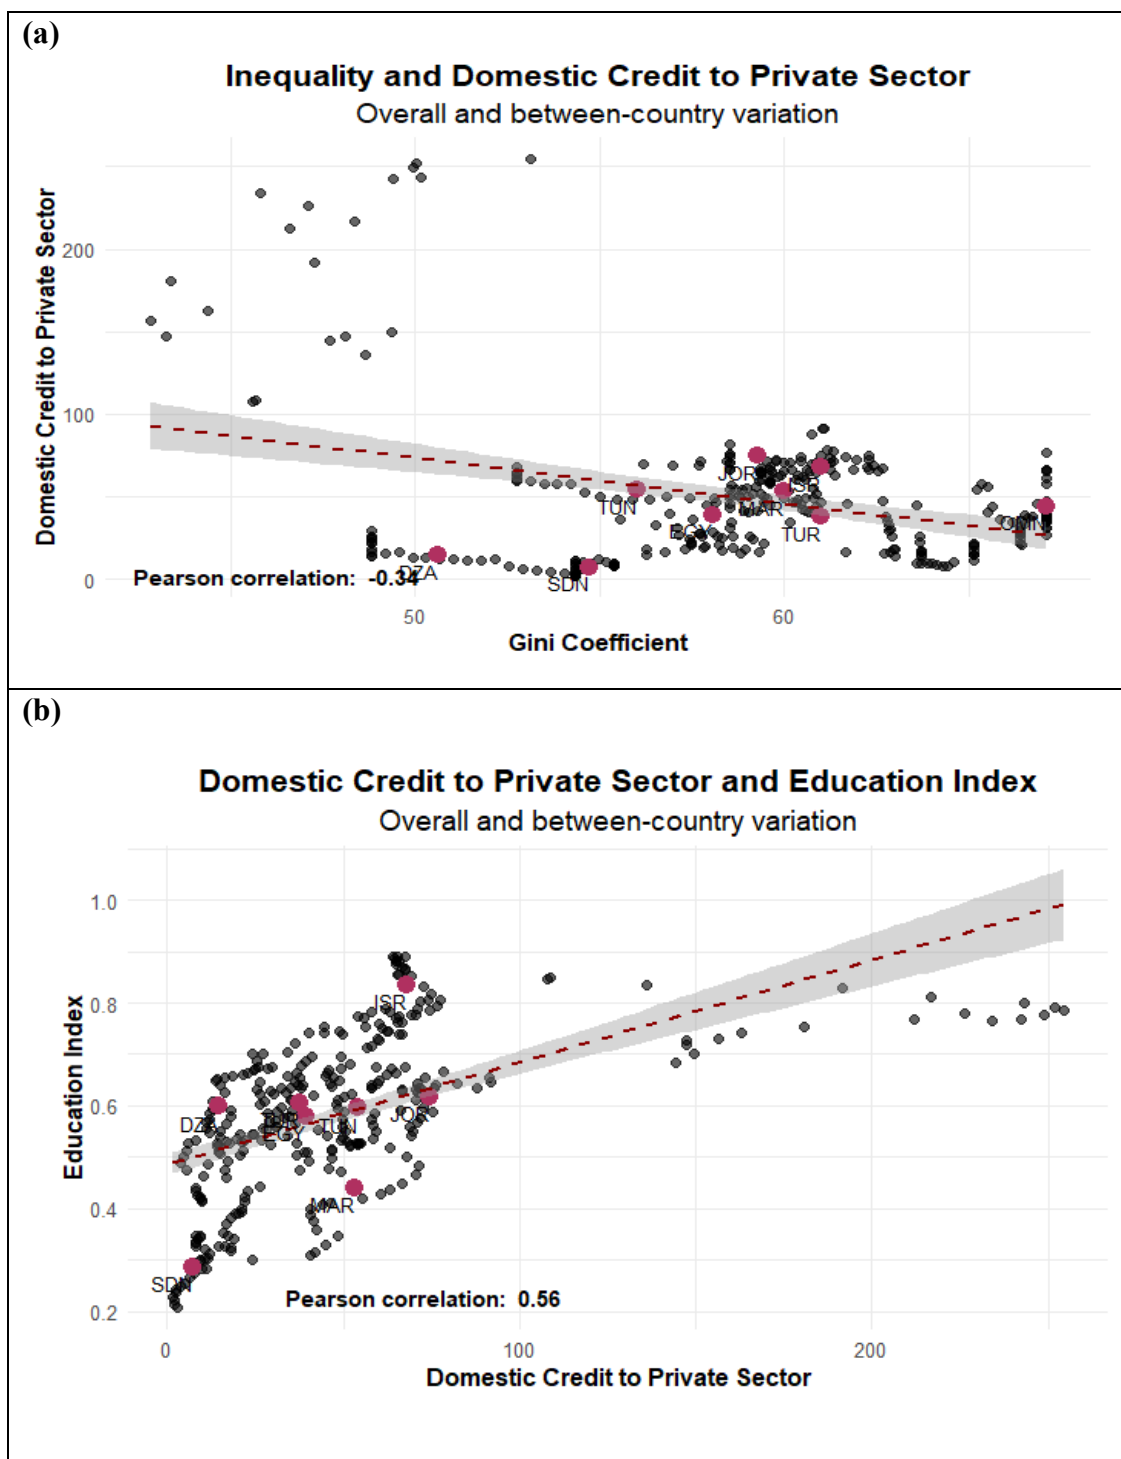 (a)
Inequality and Domestic Credit to Private Sector
Overall and between-country variation
Domestic Credit to Private Sector
200
100
0
JOR
ISR
TUN
MAR
OMN
EGY
TUR
DZA
SDN
Pearson correlation: -0.34
50
60
Gini Coefficient
(b)
Domestic Credit to Private Sector and Education Index
Overall and between-country variation
Education Index
1.0
0.8
0.6
0.4
0.2
ISR
DZA
EGY
TUN
JOR
MAR
SDN
Pearson correlation: 0.56
0
100
200
Domestic Credit to Private Sector